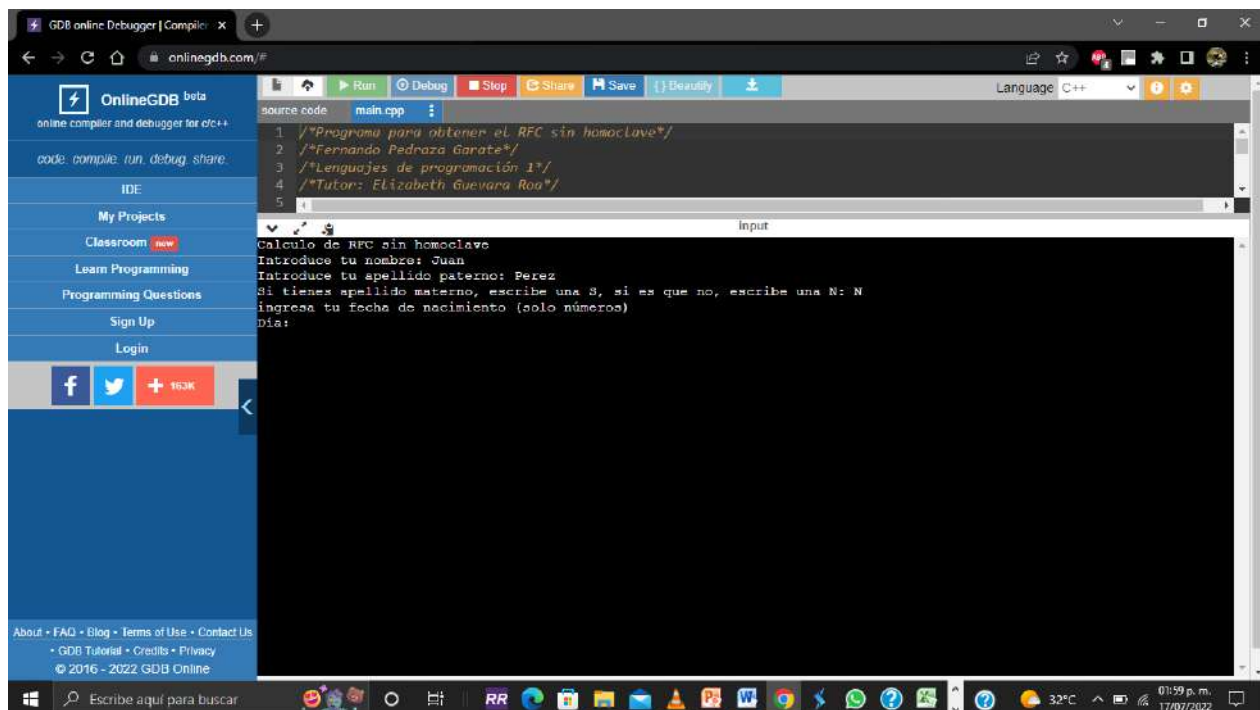 GDB online Debugger | Compiler
onlinegdb.com/#
OnlineGDB beta
online compiler and debugger for c/c++
code. compile. run. debug. share.
IDE
My Projects
Classroom new
Learn Programming
Programming Questions
Sign Up
Login
163K
About • FAQ • Blog • Terms of Use • Contact Us
• GDB Tutorial • Credits • Privacy
© 2016 - 2022 GDB Online
Run Debug Stop Share Save {} Beautify
Language C++
source code main.cpp
1 /*Programa para obtener el RFC sin homoclave*/
2 /*Fernando Pedraza Garate*/
3 /*Lenguajes de programación 1*/
4 /*Tutor: Elizabeth Guevara Roa*/
5
input
Calculo de RFC sin homoclave
Introduce tu nombre: Juan
Introduce tu apellido paterno: Perez
Si tienes apellido materno, escribe una S, si es que no, escribe una N: N
ingresa tu fecha de nacimiento (solo números)
Dia:
Escribe aquí para buscar
32°C
01:59 p. m.
17/07/2022